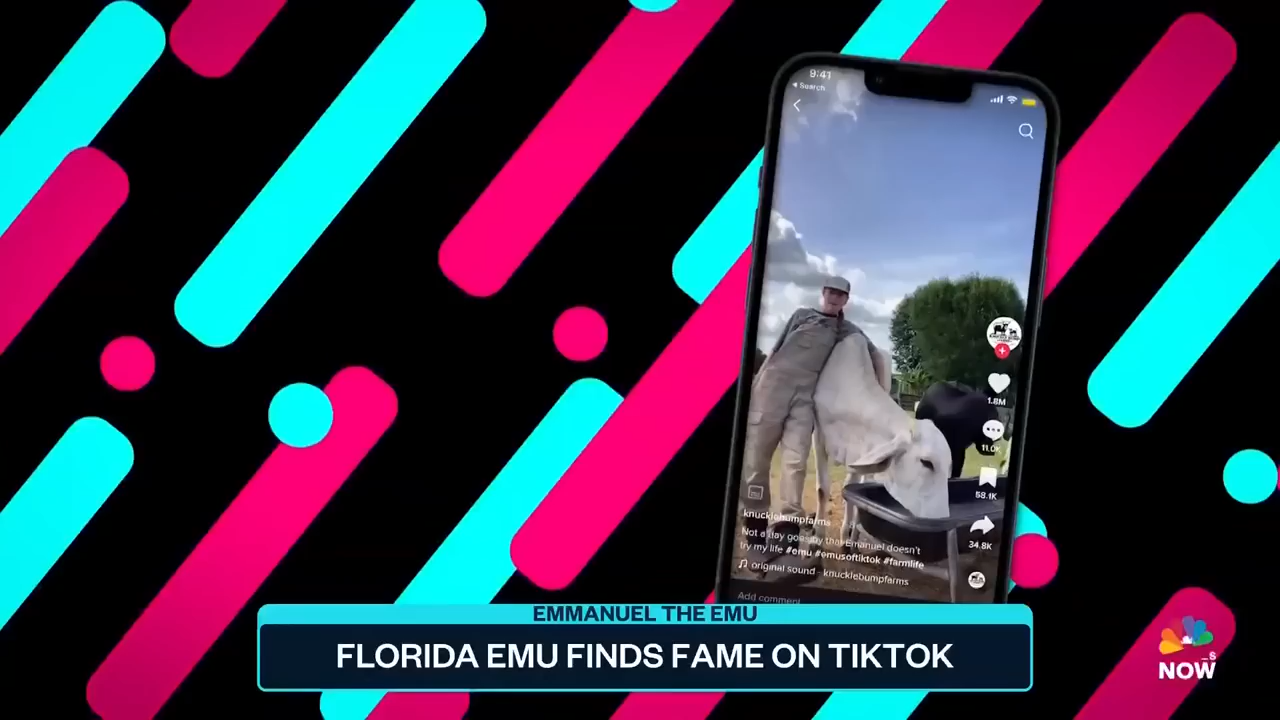 9:41
Search
1.8M
11.0K
58.1K
34.8K
knucklebumpfarms
Not a day goes by that Emanuel doesn't
try my life #emu #emusoftiktok #farmlife
original sound - knucklebumpfarms
Add comment
EMMANUEL THE EMU
FLORIDA EMU FINDS FAME ON TIKTOK
NOW